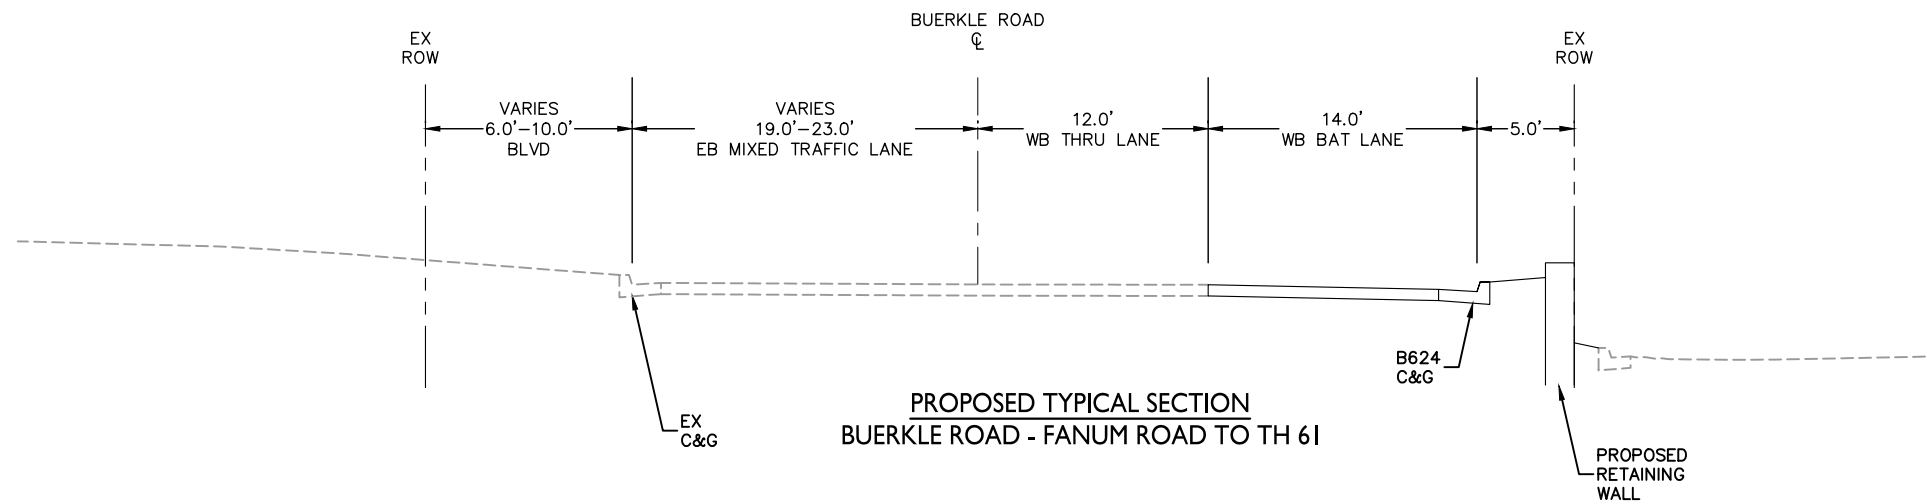 BUERKLE ROAD
℄
EX
ROW
EX
ROW
VARIES
6.0'-10.0'
BLVD
VARIES
19.0'-23.0'
EB MIXED TRAFFIC LANE
12.0'
WB THRU LANE
14.0'
WB BAT LANE
5.0'
B624
C&G
EX
C&G
PROPOSED TYPICAL SECTION
BUERKLE ROAD - FANUM ROAD TO TH 61
PROPOSED
RETAINING
WALL